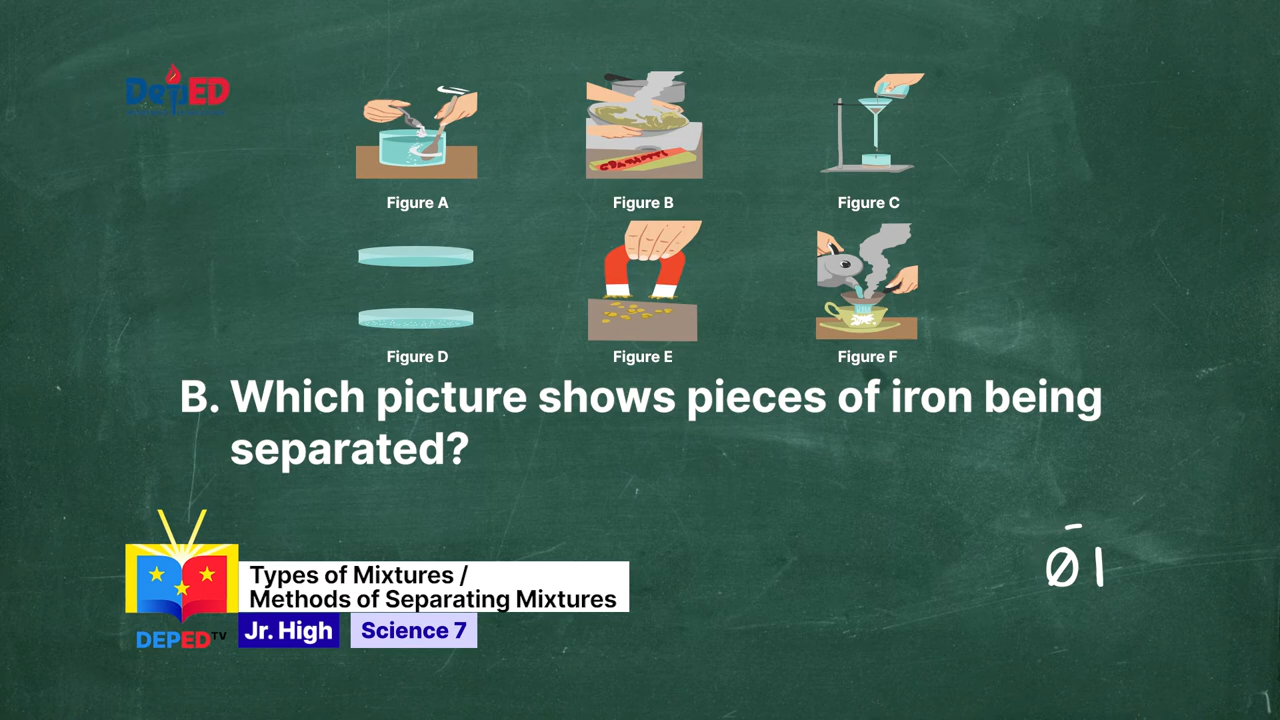 DepED
SPAGHETTI
Figure A
Figure B
Figure C
Figure D
Figure E
Figure F
B. Which picture shows pieces of iron being
separated?
01
Types of Mixtures /
Methods of Separating Mixtures
DEPED TV
Jr. High
Science 7